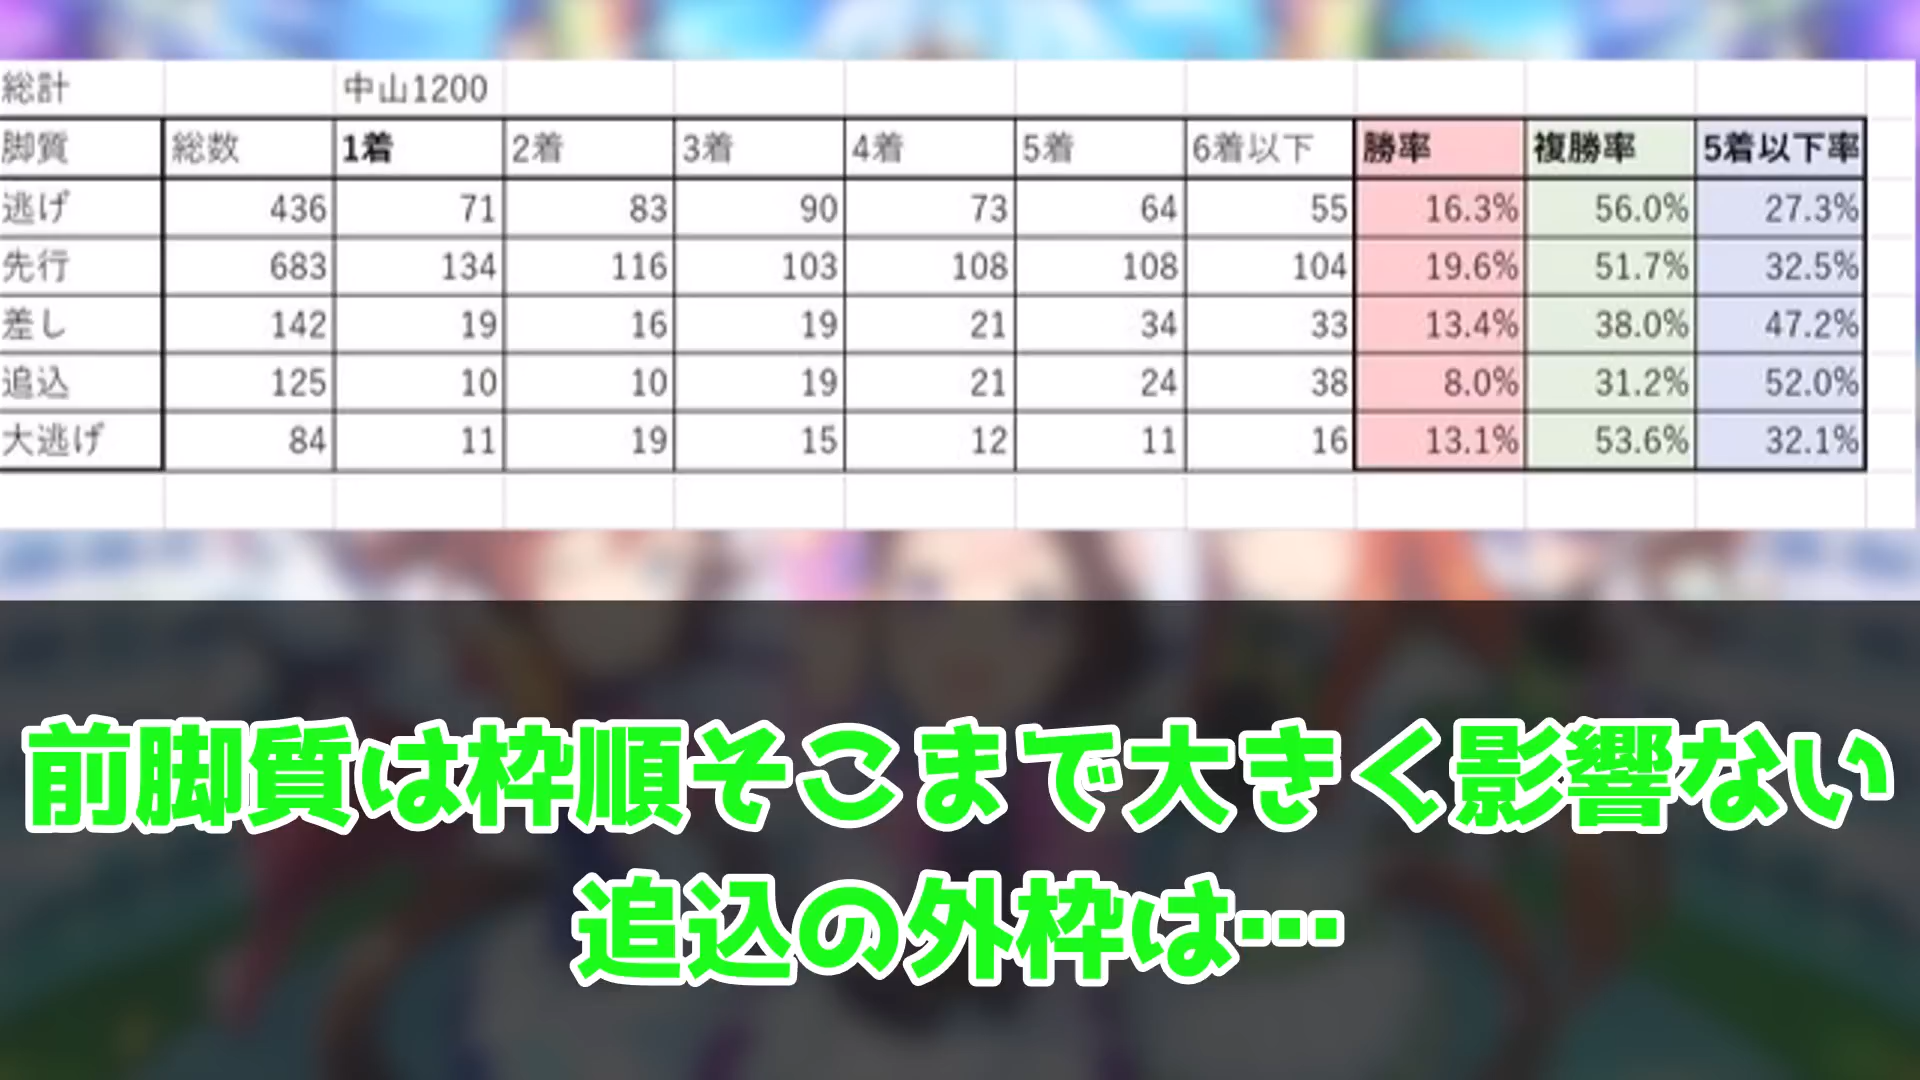 総計 中山1200
脚質 総数 1着 2着 3着 4着 5着 6着以下 勝率 複勝率 5着以下率
逃げ 436 71 83 90 73 64 55 16.3% 56.0% 27.3%
先行 683 134 116 103 108 108 104 19.6% 51.7% 32.5%
差し 142 19 16 19 21 34 33 13.4% 38.0% 47.2%
追込 125 10 10 19 21 24 38 8.0% 31.2% 52.0%
大逃げ 84 11 19 15 12 11 16 13.1% 53.6% 32.1%
前脚質は枠順そこまで大きく影響ない
追込の外枠は…